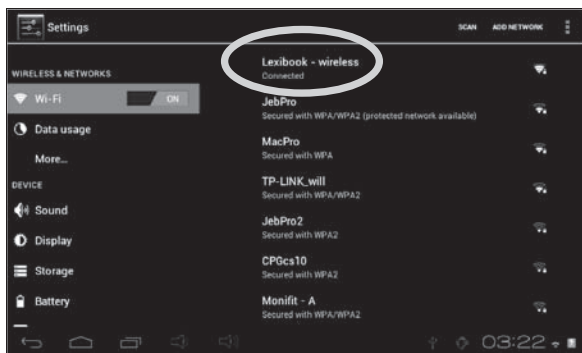 Settings
SCAN ADD NETWORK
WIRELESS & NETWORKS
Wi-Fi ON
Data usage
More...
DEVICE
Sound
Display
Storage
Battery
Lexibook - wireless
Connected
JebPro
Secured with WPA/WPA2 (protected network available)
MacPro
Secured with WPA
TP-LINK_will
Secured with WPA/WPA2
JebPro2
Secured with WPA2
CPGcs10
Secured with WPA2
Monifit - A
Secured with WPA/WPA2
03:22